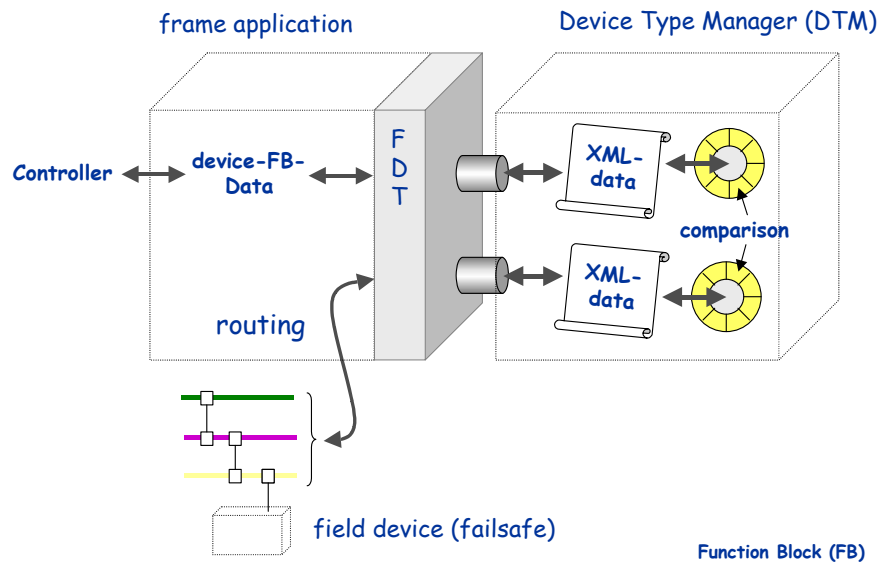 frame application
Device Type Manager (DTM)
F
D
T
Controller
device-FB-
Data
XML-
data
comparison
XML-
data
routing
field device (failsafe)
Function Block (FB)